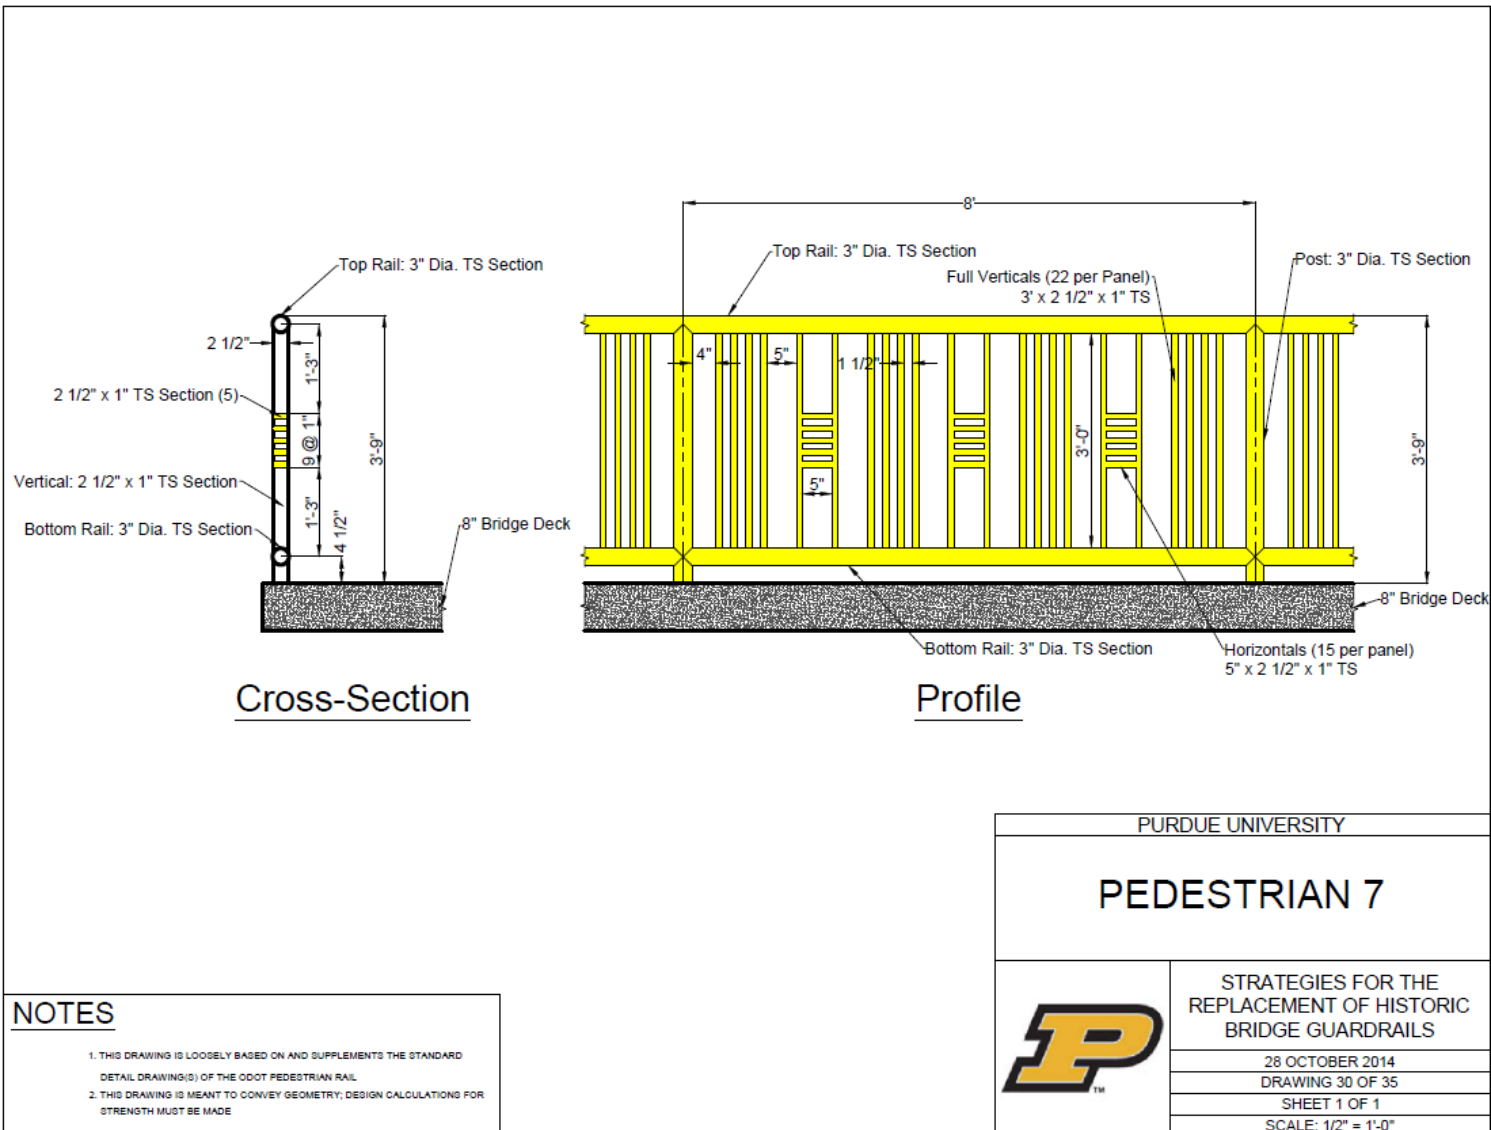 8'
Top Rail: 3" Dia. TS Section
Top Rail: 3" Dia. TS Section
Full Verticals (22 per Panel)
3' x 2 1/2" x 1" TS
Post: 3" Dia. TS Section
2 1/2"
1'-3"
2 1/2" x 1" TS Section (5)
9 @ 1"
3'-9"
Vertical: 2 1/2" x 1" TS Section
1'-3"
Bottom Rail: 3" Dia. TS Section
4 1/2"
8" Bridge Deck
4"
5"
1 1/2"
3'-0"
5"
3'-9"
8" Bridge Deck
Bottom Rail: 3" Dia. TS Section
Horizontals (15 per panel)
5" x 2 1/2" x 1" TS
Cross-Section
Profile
PURDUE UNIVERSITY
PEDESTRIAN 7
P
TM
STRATEGIES FOR THE
REPLACEMENT OF HISTORIC
BRIDGE GUARDRAILS
28 OCTOBER 2014
DRAWING 30 OF 35
SHEET 1 OF 1
SCALE: 1/2" = 1'-0"
NOTES
1. THIS DRAWING IS LOOSELY BASED ON AND SUPPLEMENTS THE STANDARD
DETAIL DRAWING(S) OF THE ODOT PEDESTRIAN RAIL
2. THIS DRAWING IS MEANT TO CONVEY GEOMETRY; DESIGN CALCULATIONS FOR
STRENGTH MUST BE MADE